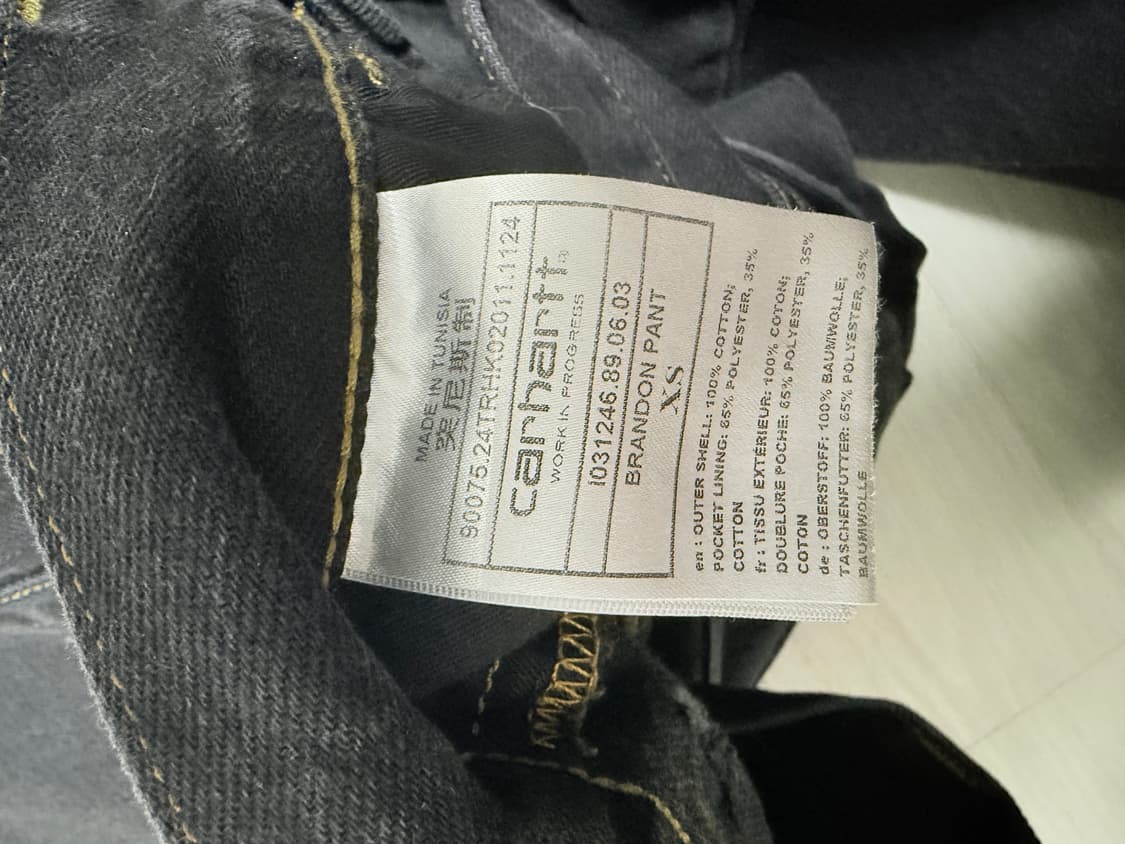 MADE IN TUNISIA
突尼斯制
90075.24TRHK02011.1124
carhartt
WORK IN PROGRESS
I031246.89.06.03
BRANDON PANT
XS
en : OUTER SHELL: 100% COTTON;
POCKET LINING: 65% POLYESTER, 35%
COTTON
fr : TISSU EXTÉRIEUR: 100% COTON;
DOUBLURE POCHE: 65% POLYESTER, 35%
COTON
de : OBERSTOFF: 100% BAUMWOLLE;
TASCHENFUTTER: 65% POLYESTER, 35%
BAUMWOLLE